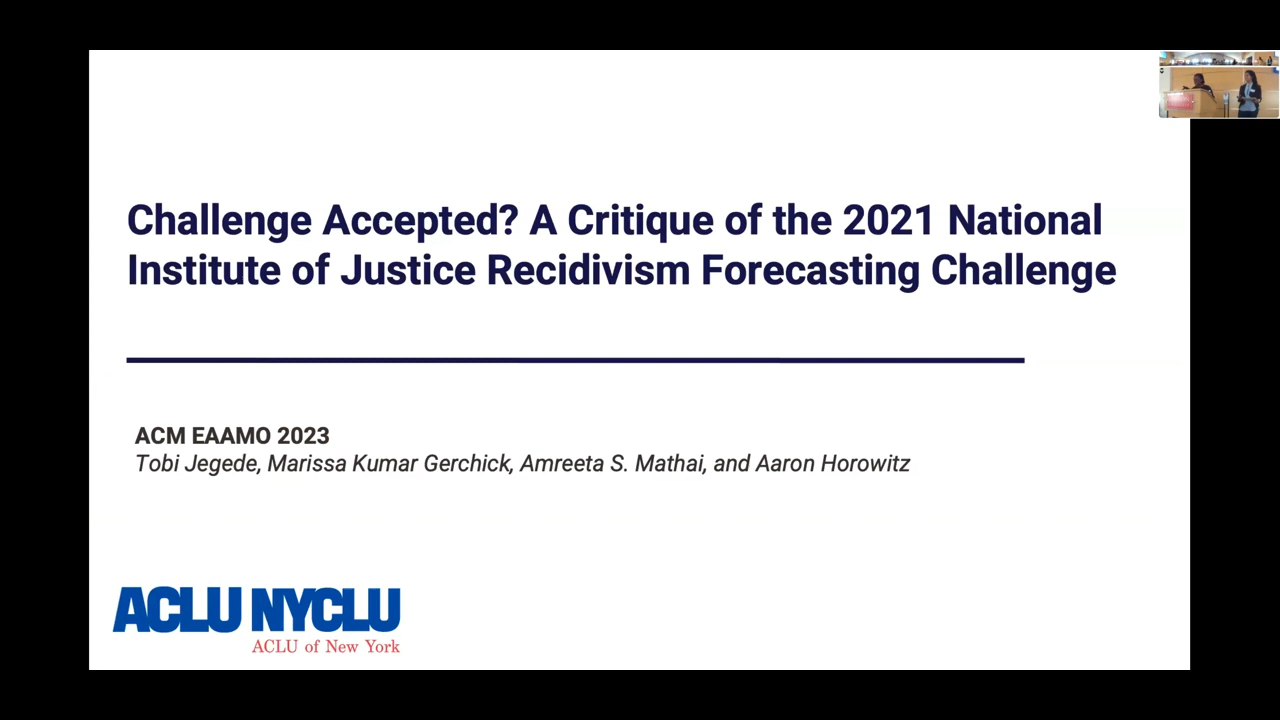 Challenge Accepted? A Critique of the 2021 National
Institute of Justice Recidivism Forecasting Challenge
ACM EAAMO 2023
Tobi Jegede, Marissa Kumar Gerchick, Amreeta S. Mathai, and Aaron Horowitz
ACLU NYCLU
ACLU of New York